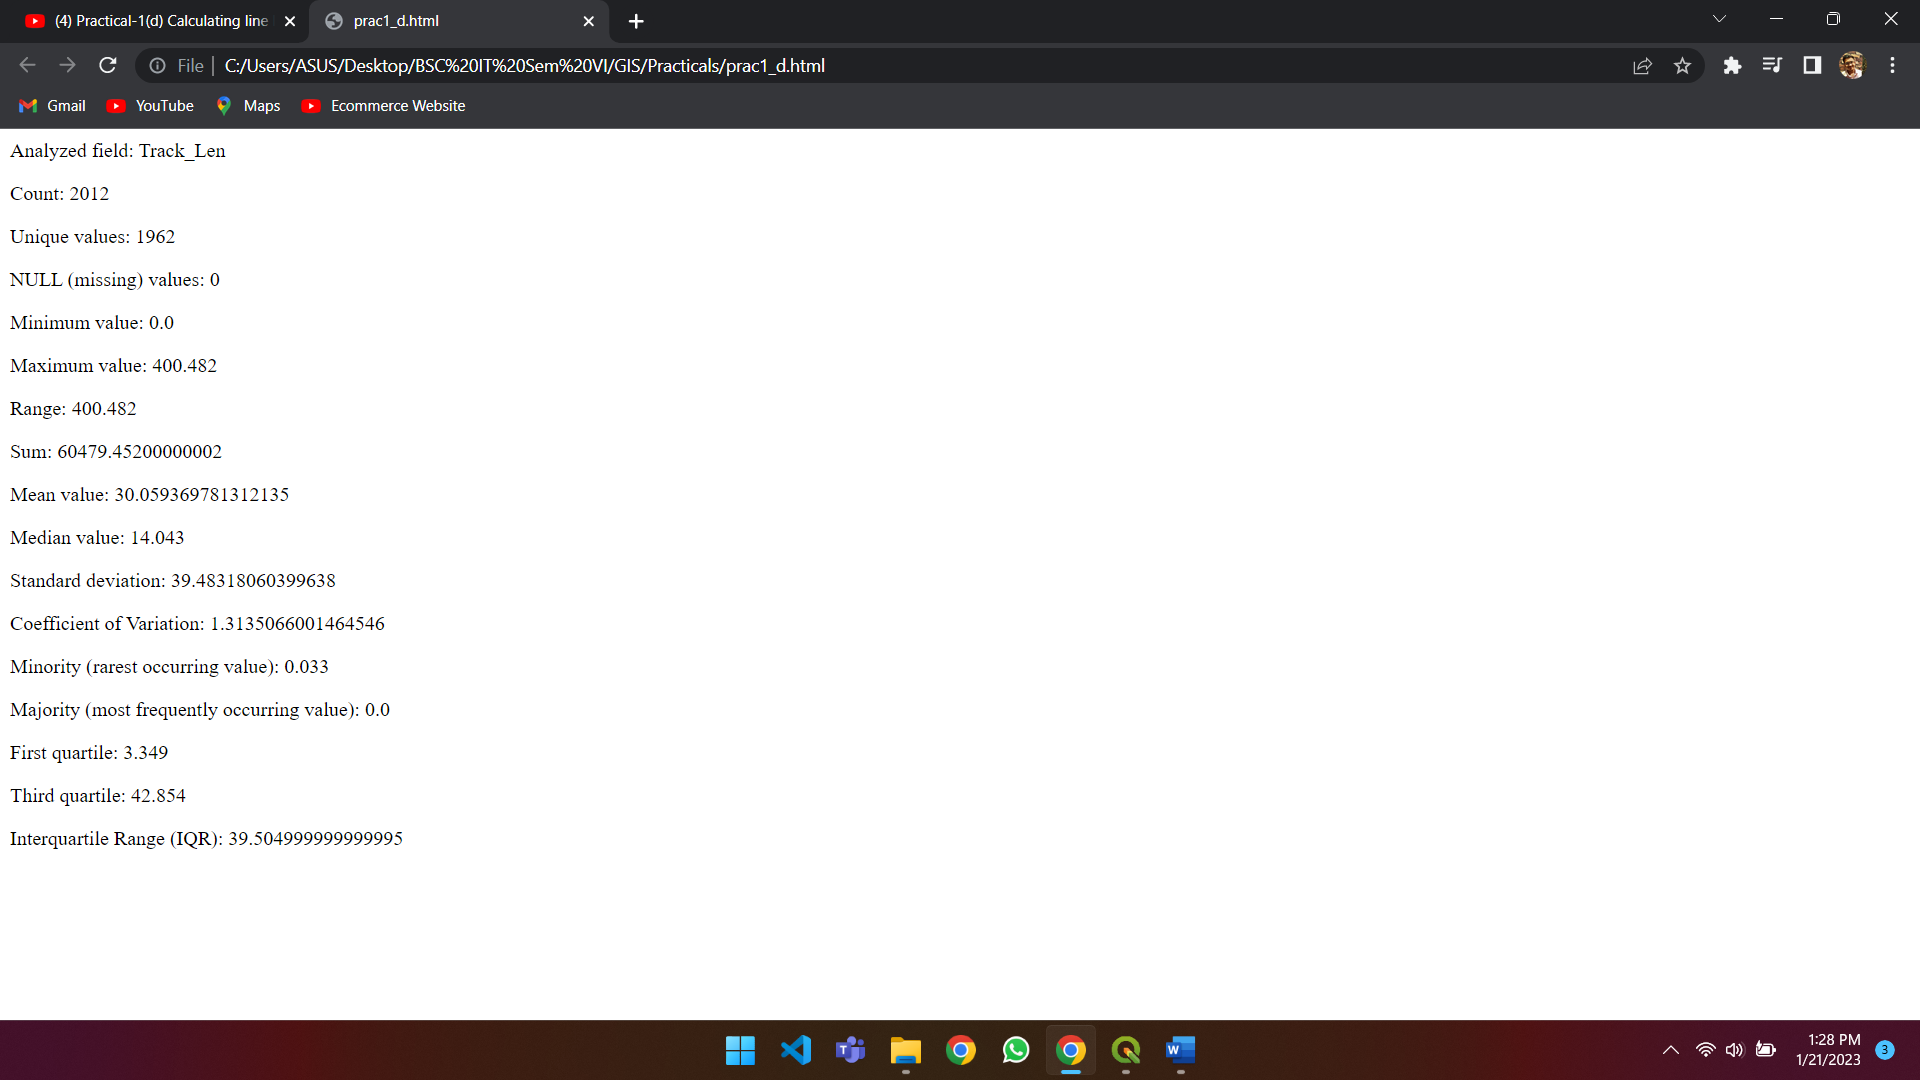 (4) Practical-1(d) Calculating line
prac1_d.html
File
C:/Users/ASUS/Desktop/BSC%20IT%20Sem%20VI/GIS/Practicals/prac1_d.html
Gmail
YouTube
Maps
Ecommerce Website
Analyzed field: Track_Len
Count: 2012
Unique values: 1962
NULL (missing) values: 0
Minimum value: 0.0
Maximum value: 400.482
Range: 400.482
Sum: 60479.45200000002
Mean value: 30.059369781312135
Median value: 14.043
Standard deviation: 39.48318060399638
Coefficient of Variation: 1.3135066001464546
Minority (rarest occurring value): 0.033
Majority (most frequently occurring value): 0.0
First quartile: 3.349
Third quartile: 42.854
Interquartile Range (IQR): 39.504999999999995
1:28 PM
1/21/2023
3